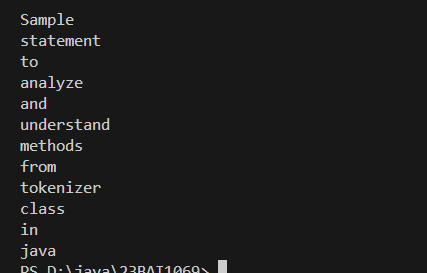 Sample
statement
to
analyze
and
understand
methods
from
tokenizer
class
in
java
PS D:\java\23BAI1069>